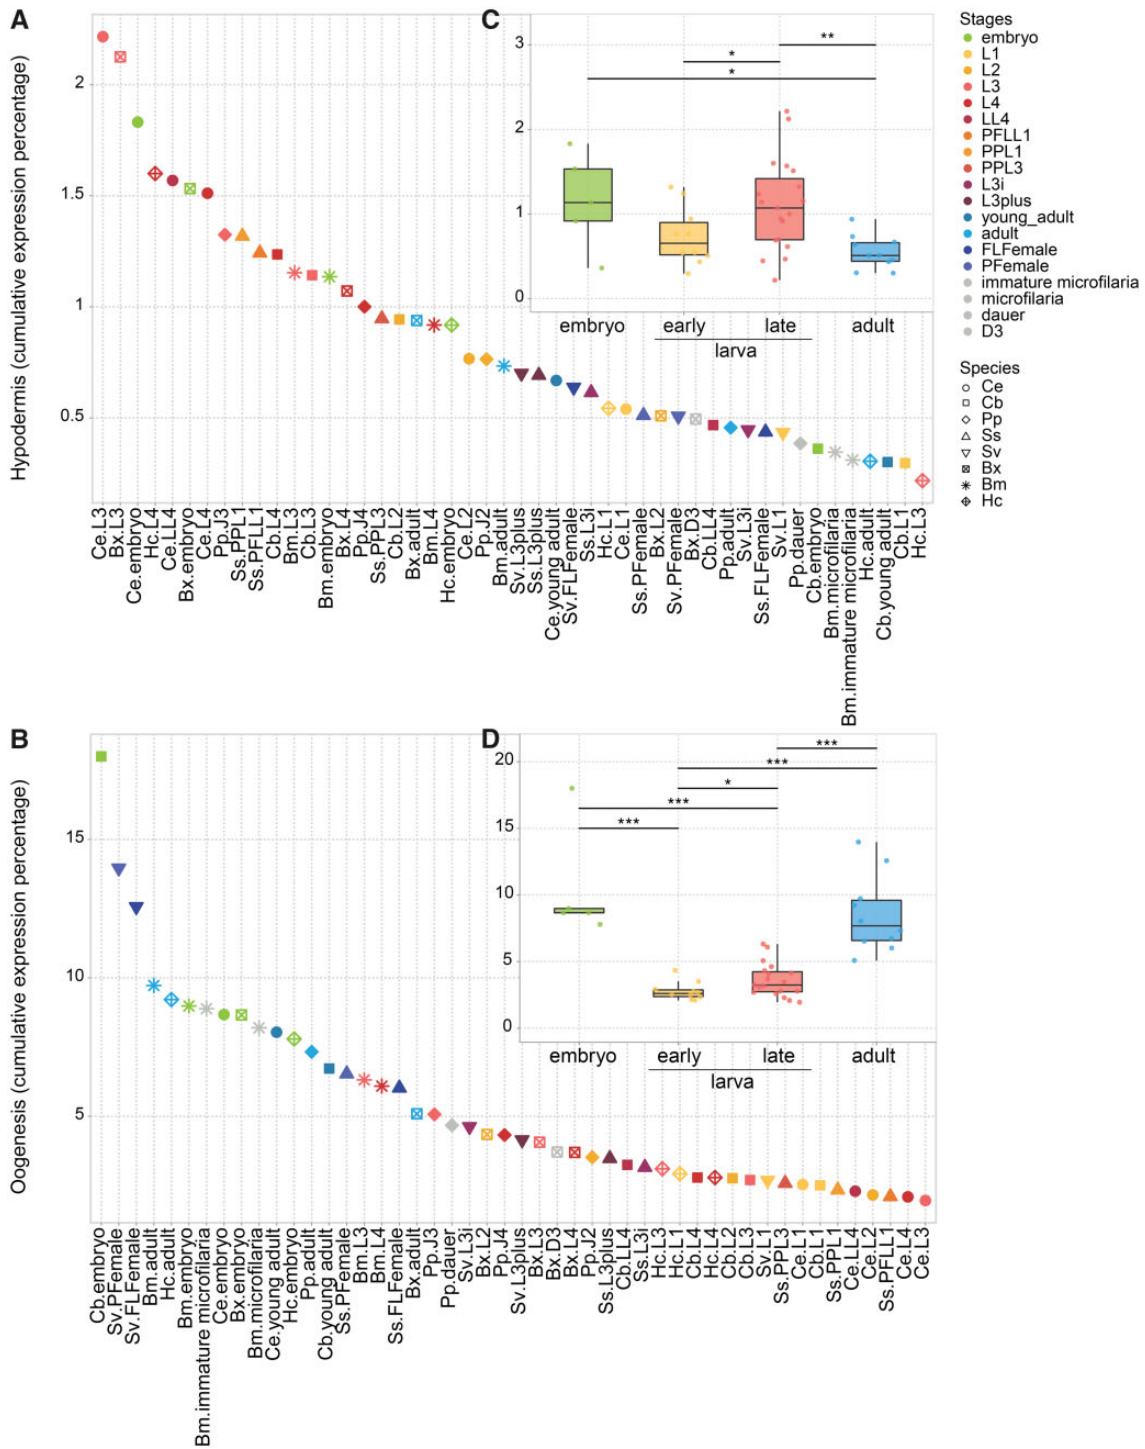 A
Hypodermis (cumulative expression percentage)
2
1.5
1
0.5
Ce.L3
Bx.L3
Ce.embryo
Hc.L4
Ce.LL4
Bx.embryo
Ce.L4
Pp.J3
Ss.PPL1
Ss.PFLL1
Cb.L4
Bm.L3
Cb.L3
Bm.embryo
Bx.L4
Pp.J4
Ss.PPL3
Cb.L2
Bx.adult
Bm.L4
Hc.embryo
Ce.L2
Pp.J2
Bm.adult
Sv.L3plus
Ss.L3plus
Ce.young adult
Sv.FLFemale
Ss.L3i
Hc.L1
Ce.L1
Ss.PFemale
Bx.L2
Sv.PFemale
Bx.D3
Cb.LL4
Pp.adult
Sv.L3i
Ss.FLFemale
Sv.L1
Pp.dauer
Cb.embryo
Bm.microfilaria
Bm.immature microfilaria
Hc.adult
Cb.young adult
Cb.L1
Hc.L3
C
3
2
1
0
**
*
*
embryo
early
late
adult
larva
Stages
embryo
L1
L2
L3
L4
LL4
PFLL1
PPL1
PPL3
L3i
L3plus
young_adult
adult
FLFemale
PFemale
immature microfilaria
microfilaria
dauer
D3
Species
Ce
Cb
Pp
Ss
Sv
Bx
Bm
Hc
B
Oogenesis (cumulative expression percentage)
15
10
5
Cb.embryo
Sv.PFemale
Sv.FLFemale
Bm.adult
Hc.adult
Bm.embryo
Bm.immature microfilaria
Ce.embryo
Bx.embryo
Bm.microfilaria
Ce.young adult
Hc.embryo
Pp.adult
Cb.young adult
Ss.PFemale
Bm.L3
Bm.L4
Ss.FLFemale
Bx.adult
Pp.J3
Pp.dauer
Sv.L3i
Bx.L2
Pp.J4
Sv.L3plus
Bx.L3
Bx.D3
Bx.L4
Pp.J2
Ss.L3plus
Cb.LL4
Ss.L3i
Hc.L3
Hc.L1
Cb.L4
Hc.L4
Cb.L2
Cb.L3
Sv.L1
Ss.PPL3
Ce.L1
Cb.L1
Ss.PPL1
Ce.LL4
Ce.L2
Ss.PFLL1
Ce.L4
Ce.L3
D
20
15
10
5
0
***
***
*
***
***
embryo
early
late
adult
larva